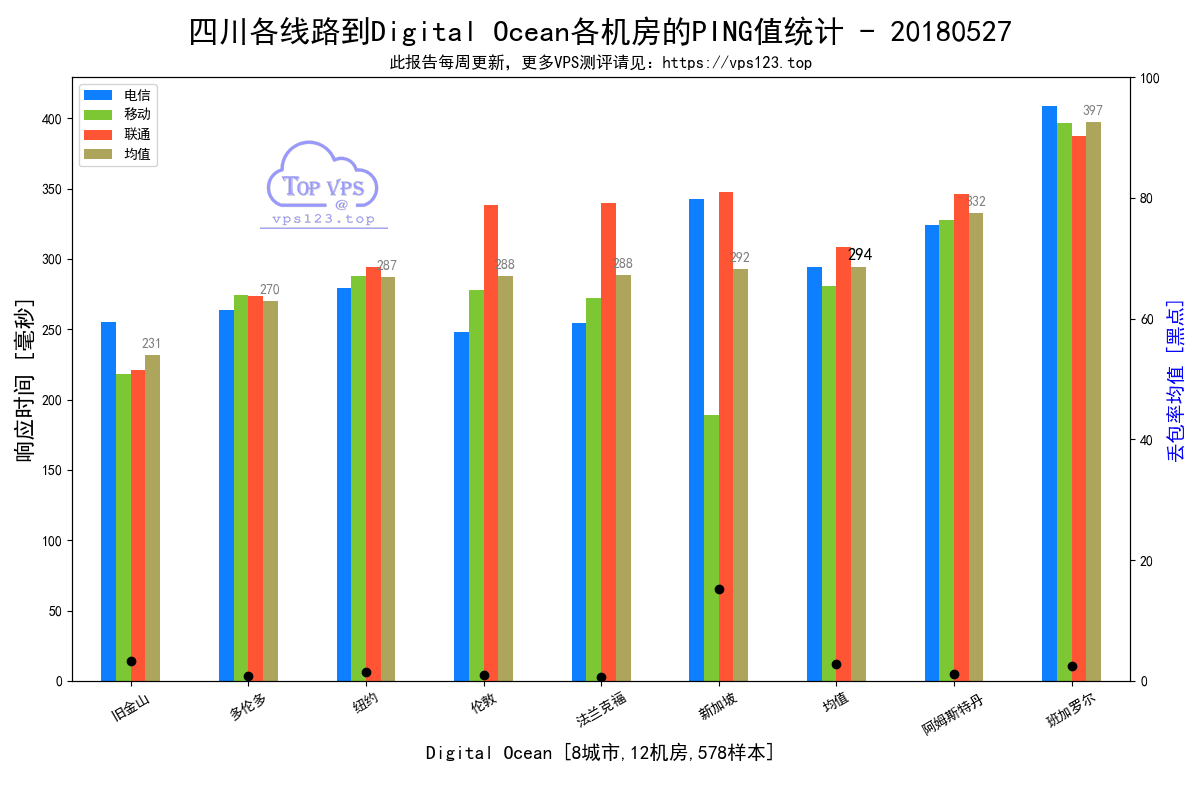 四川各线路到Digital Ocean各机房的PING值统计 - 20180527
此报告每周更新，更多VPS测评请见：https://vps123.top
电信
移动
联通
均值
TOP VPS
@
vps123.top
响应时间 [毫秒]
400
350
300
250
200
150
100
50
0
丢包率均值 [黑点]
100
80
60
40
20
0
231
270
287
288
288
292
294
332
397
旧金山
多伦多
纽约
伦敦
法兰克福
新加坡
均值
阿姆斯特丹
班加罗尔
Digital Ocean [8城市,12机房,578样本]